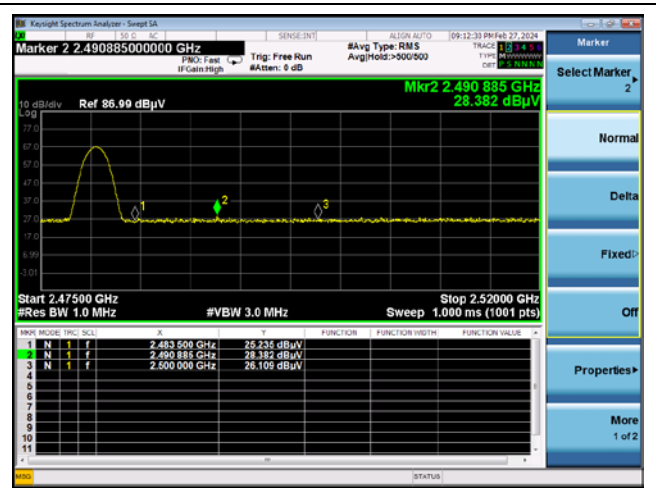 Keysight Spectrum Analyzer - Swept SA
RF 50 Ω AC SENSE:INT ALIGN AUTO 09:12:33 PM Feb 27, 2024
Marker 2 2.490885000000 GHz
PNO: Fast
IFGain:High
Trig: Free Run
#Atten: 0 dB
#Avg Type: RMS
Avg|Hold:>500/500
TRACE 1 2 3 4 5 6
TYPE M
DET P S N N N N
Mkr2 2.490 885 GHz
28.382 dBµV
10 dB/div Ref 86.99 dBµV
Log
77.0
67.0
57.0
47.0
37.0
27.0
17.0
6.99
-3.01
1
2
3
Start 2.47500 GHz Stop 2.52000 GHz
#Res BW 1.0 MHz #VBW 3.0 MHz Sweep 1.000 ms (1001 pts)
MKR MODE TRC SCL X Y FUNCTION FUNCTION WIDTH FUNCTION VALUE
1 N 1 f 2.483 500 GHz 25.235 dBµV
2 N 1 f 2.490 885 GHz 28.382 dBµV
3 N 1 f 2.500 000 GHz 26.109 dBµV
4
5
6
7
8
9
10
11
MSG STATUS
Marker
Select Marker
2
Normal
Delta
Fixed
Off
Properties
More
1 of 2